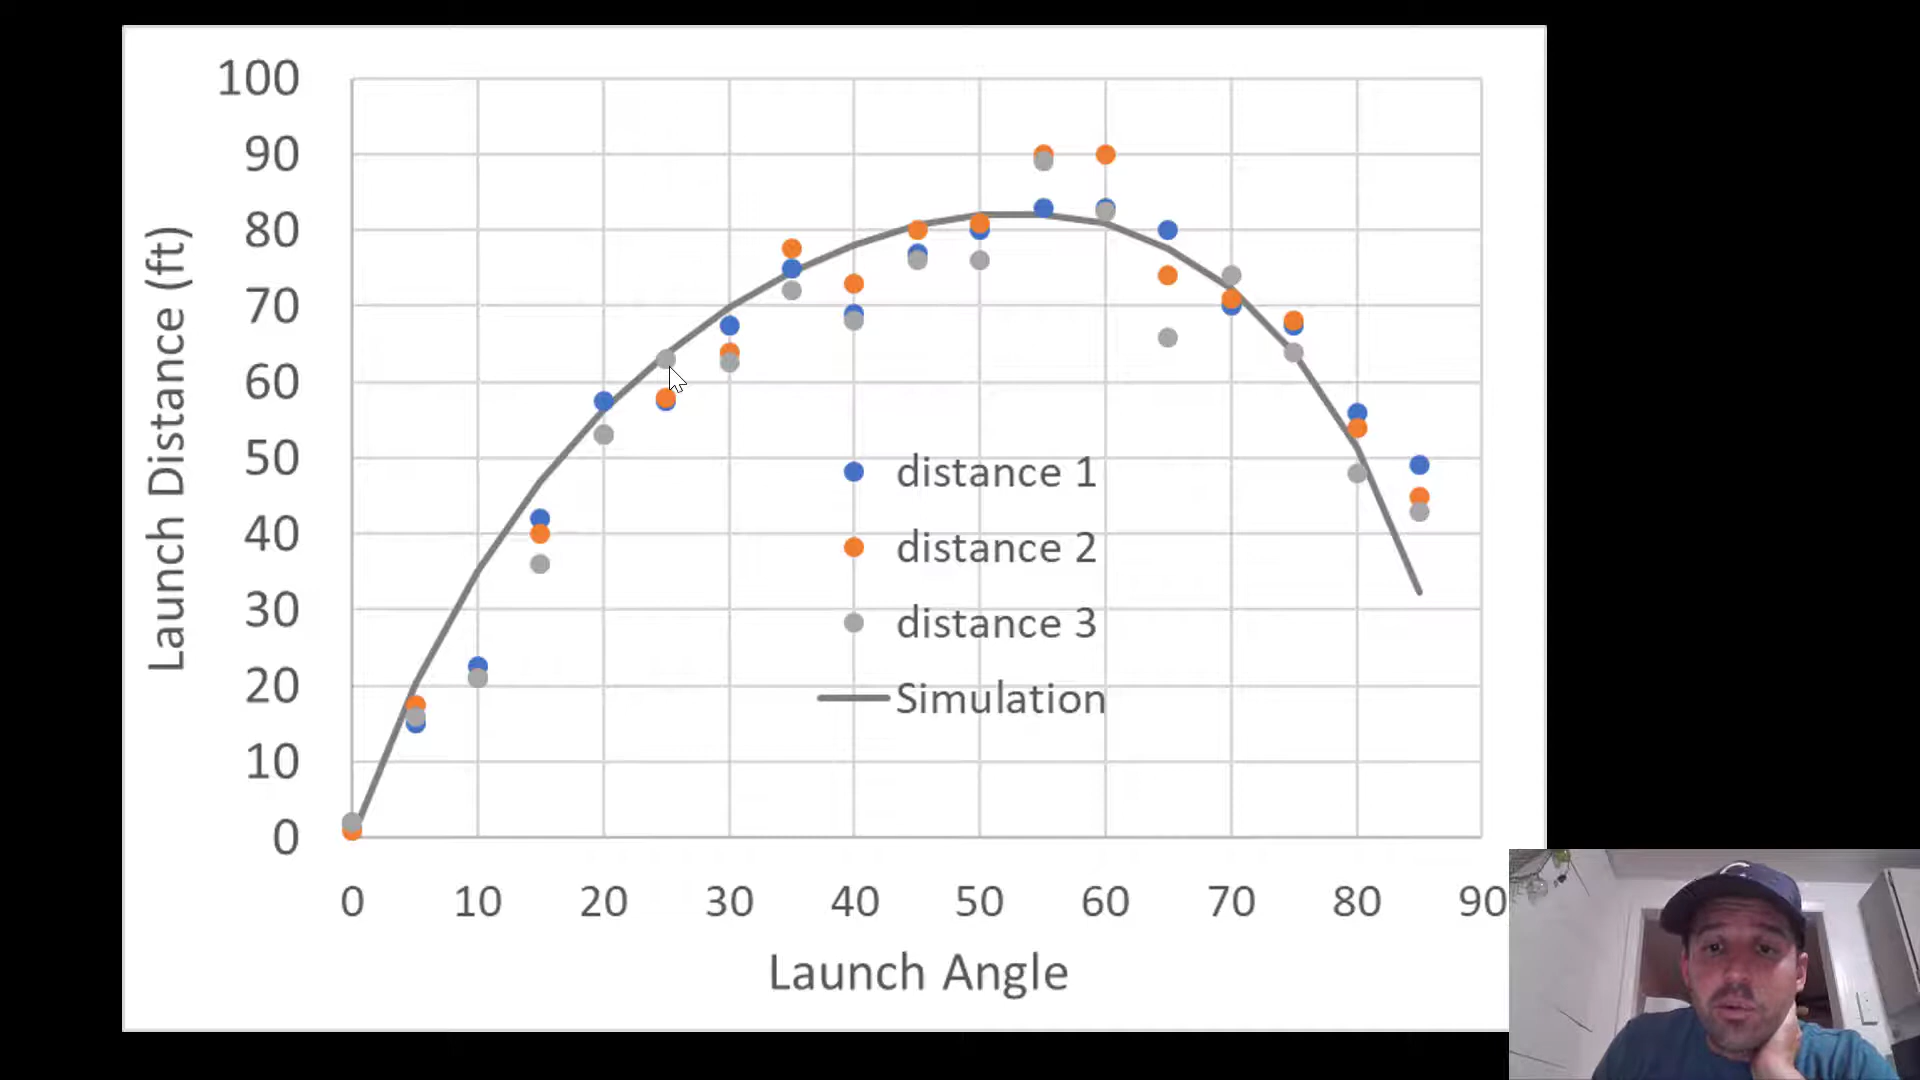 100
90
80
70
60
50
40
30
20
10
0
Launch Distance (ft)
distance 1
distance 2
distance 3
Simulation
0 10 20 30 40 50 60 70 80 90
Launch Angle